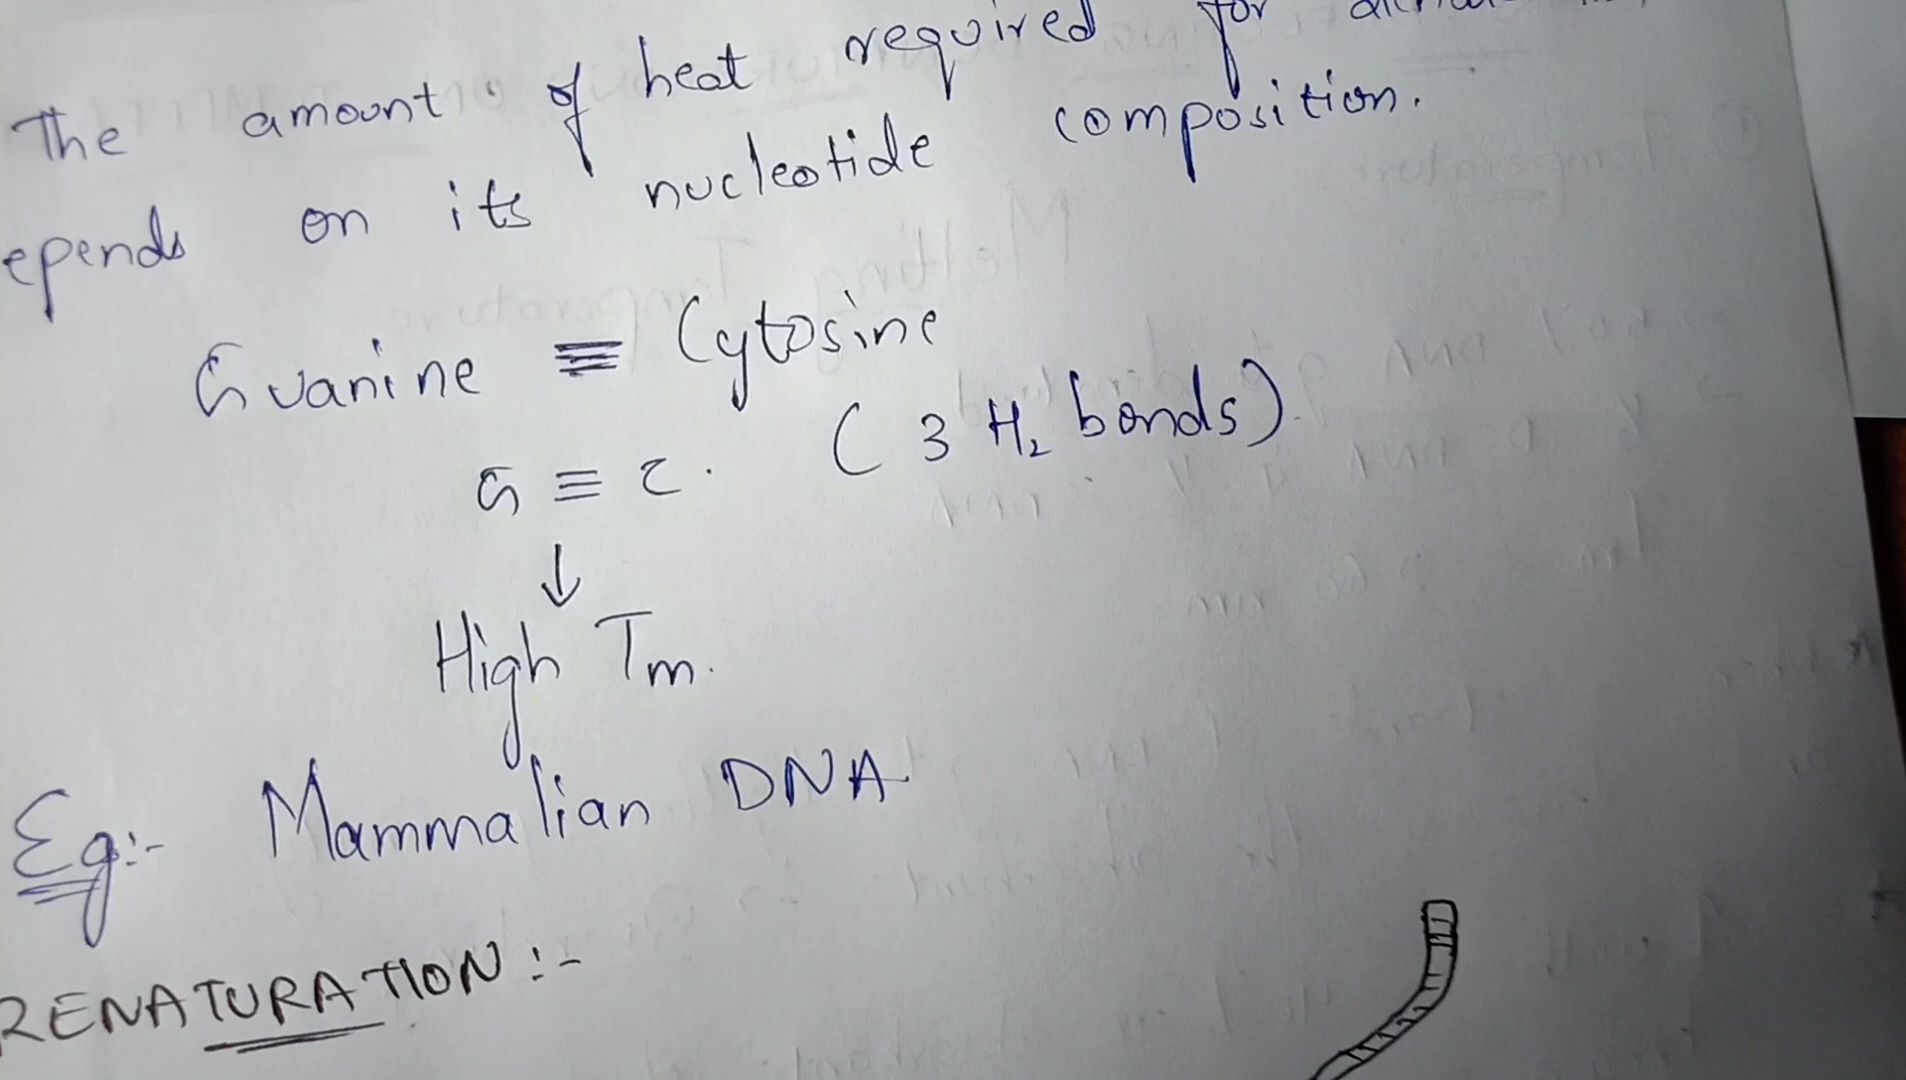 The amount of heat required for
epends on its nucleotide composition.
Guanine ≡ Cytosine
G ≡ C. (3 H₂ bonds)
↓
High Tm.
Eg:- Mammalian DNA
RENATURATION :-